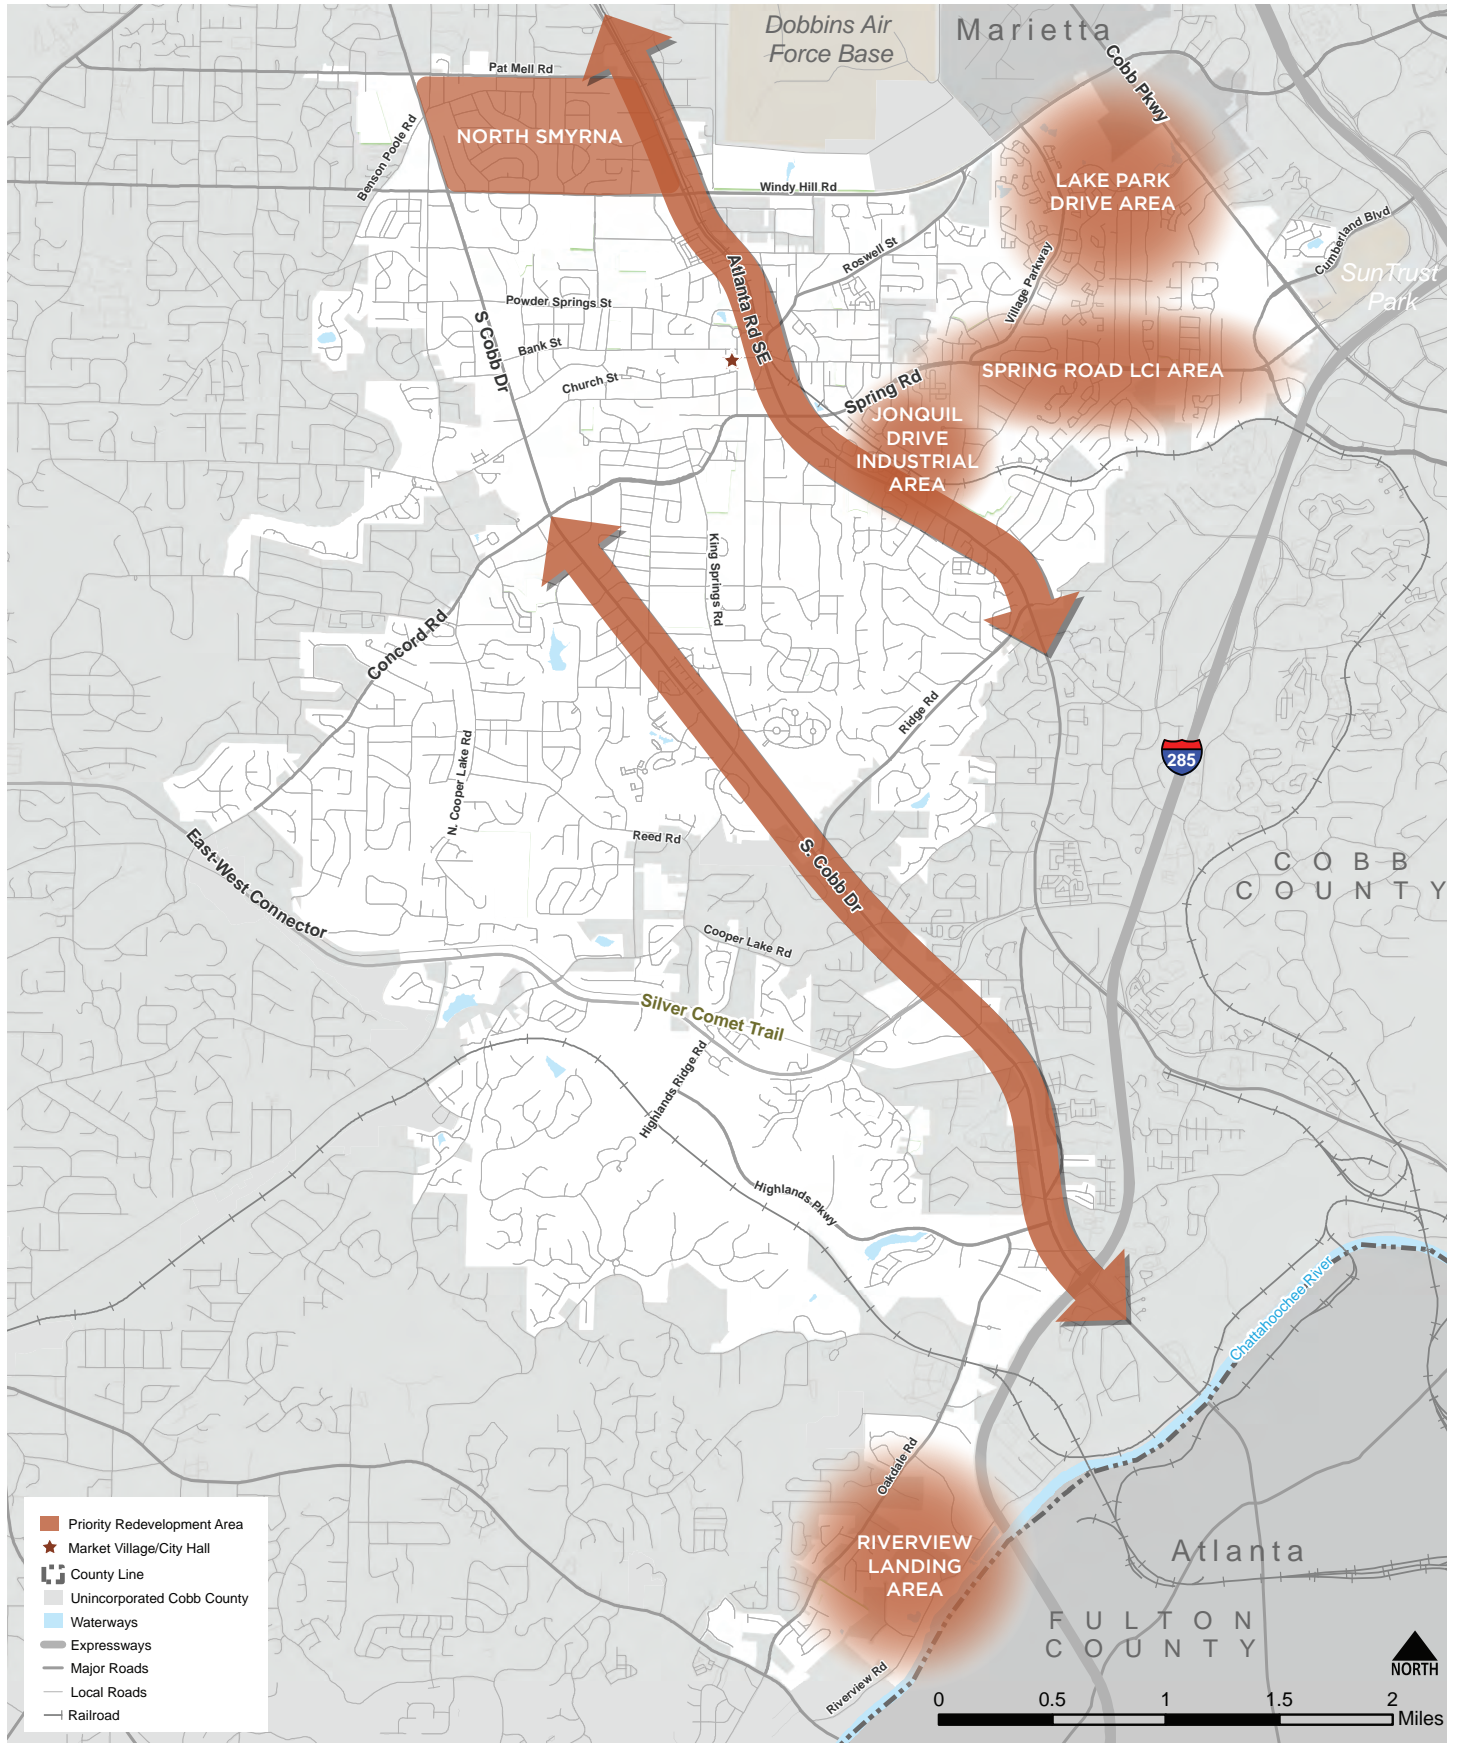 Dobbins Air
Force Base
Marietta
Cobb Pkwy
Pat Mell Rd
NORTH SMYRNA
Benson Poole Rd
Windy Hill Rd
LAKE PARK
DRIVE AREA
Cumberland Blvd
SunTrust
Park
Roswell St
Village Parkway
Atlanta Rd SE
Powder Springs St
S Cobb Dr
Bank St
Church St
SPRING ROAD LCI AREA
Spring Rd
JONQUIL
DRIVE
INDUSTRIAL
AREA
King Springs Rd
Concord Rd
Ridge Rd
285
N. Cooper Lake Rd
Reed Rd
S. Cobb Dr
COBB
COUNTY
East-West Connector
Cooper Lake Rd
Silver Comet Trail
Highlands Ridge Rd
Highlands Pkwy
Chattahoochee River
Oakdale Rd
RIVERVIEW
LANDING
AREA
Atlanta
FULTON
COUNTY
Riverview Rd
Priority Redevelopment Area
Market Village/City Hall
County Line
Unincorporated Cobb County
Waterways
Expressways
Major Roads
Local Roads
Railroad
NORTH
0 0.5 1 1.5 2
Miles